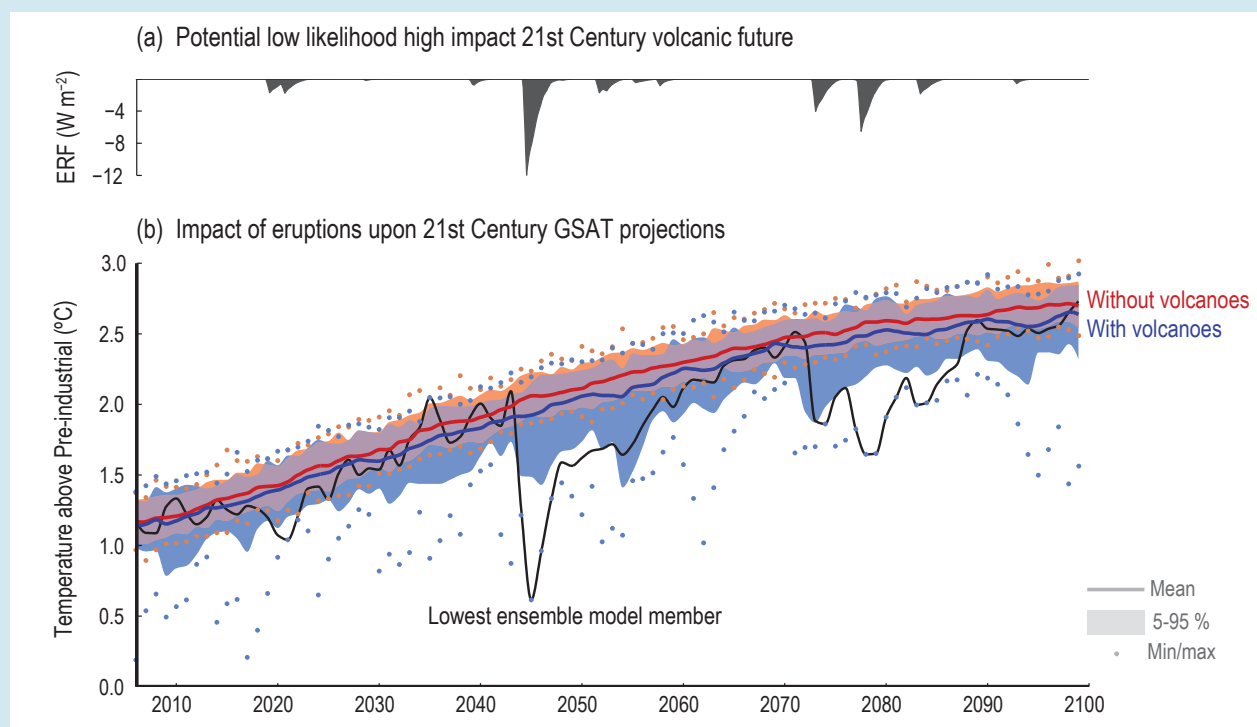 (a) Potential low likelihood high impact 21st Century volcanic future
ERF (W m⁻²)
−4
−8
−12
(b) Impact of eruptions upon 21st Century GSAT projections
Temperature above Pre-industrial (ºC)
3.0
2.5
2.0
1.5
1.0
0.5
0.0
Without volcanoes
With volcanoes
Lowest ensemble model member
Mean
5-95 %
Min/max
2010 2020 2030 2040 2050 2060 2070 2080 2090 2100